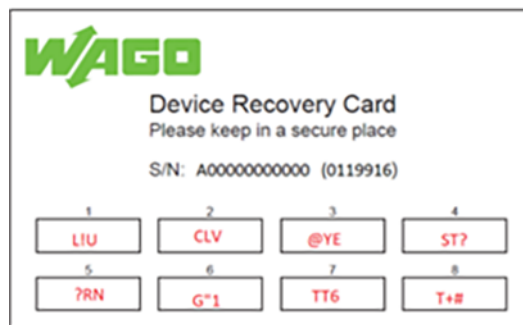 WAGO
Device Recovery Card
Please keep in a secure place
S/N: A00000000000 (0119916)
1 2 3 4
L!U CLV @YE ST?
5 6 7 8
?RN G"1 TT6 T+#